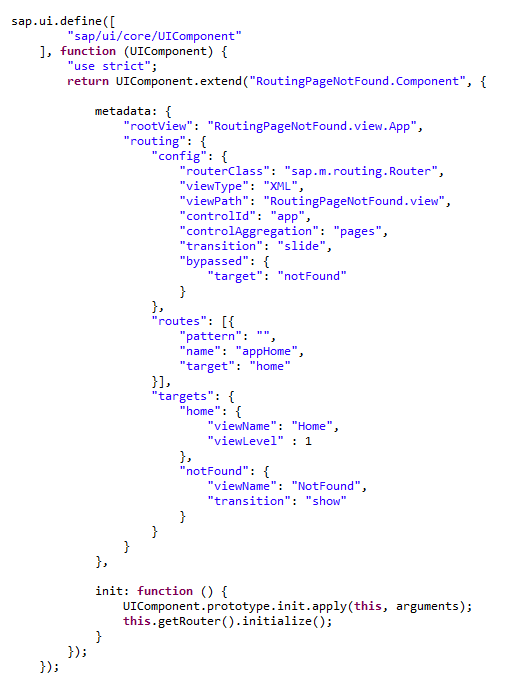 sap.ui.define([
        "sap/ui/core/UIComponent"
    ], function (UIComponent) {
        "use strict";
        return UIComponent.extend("RoutingPageNotFound.Component", {

            metadata: {
                "rootView": "RoutingPageNotFound.view.App",
                "routing": {
                    "config": {
                        "routerClass": "sap.m.routing.Router",
                        "viewType": "XML",
                        "viewPath": "RoutingPageNotFound.view",
                        "controlId": "app",
                        "controlAggregation": "pages",
                        "transition": "slide",
                        "bypassed": {
                            "target": "notFound"
                        }
                    },
                    "routes": [{
                        "pattern": "",
                        "name": "appHome",
                        "target": "home"
                    }],
                    "targets": {
                        "home": {
                            "viewName": "Home",
                            "viewLevel" : 1
                        },
                        "notFound": {
                            "viewName": "NotFound",
                            "transition": "show"
                        }
                    }
                }
            },

            init: function () {
                UIComponent.prototype.init.apply(this, arguments);
                this.getRouter().initialize();
            }
        });
    });